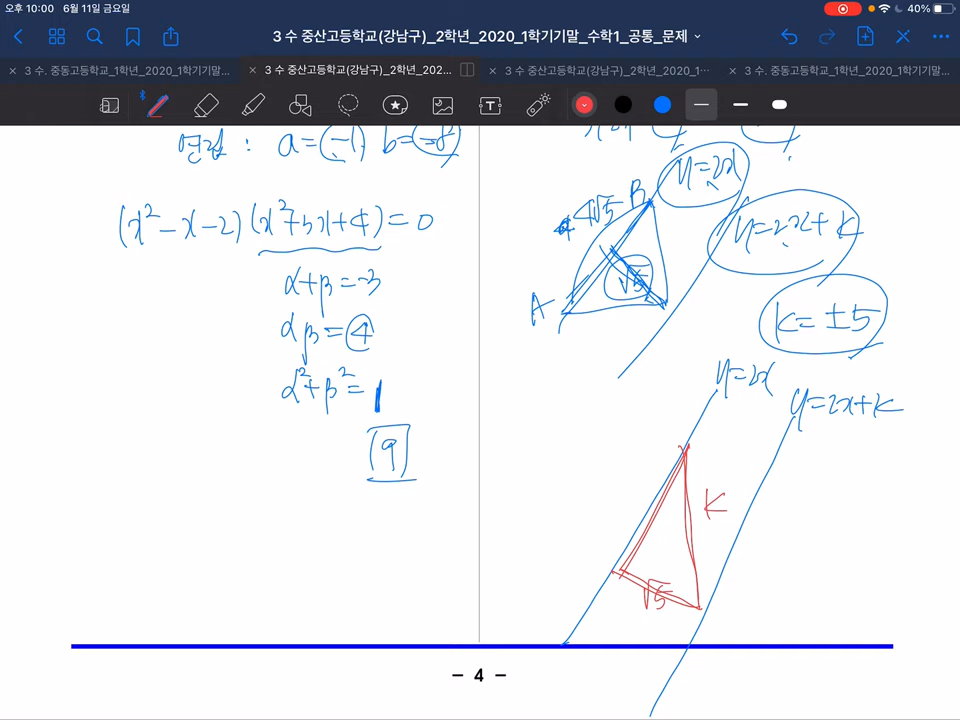 오후 10:00 6월 11일 금요일
40%
3 수 중산고등학교(강남구)_2학년_2020_1학기기말_수학1_공통_문제
3 수. 중동고등학교_1학년_2020_1학기기말...
3 수 중산고등학교(강남구)_2학년_202...
3 수 중산고등학교(강남구)_2학년_2020_1...
3 수. 중동고등학교_1학년_2020_1학기기말...
연립 : a=(-1) b=(-8)
(x²-x-2)(x²+3x+4)=0
α+β=-3
αβ=4
α²+β²=1
9
y=2x
4√5 B
y=2x+k
√5
A
k=±5
y=2x
y=2x+k
k
√5
- 4 -